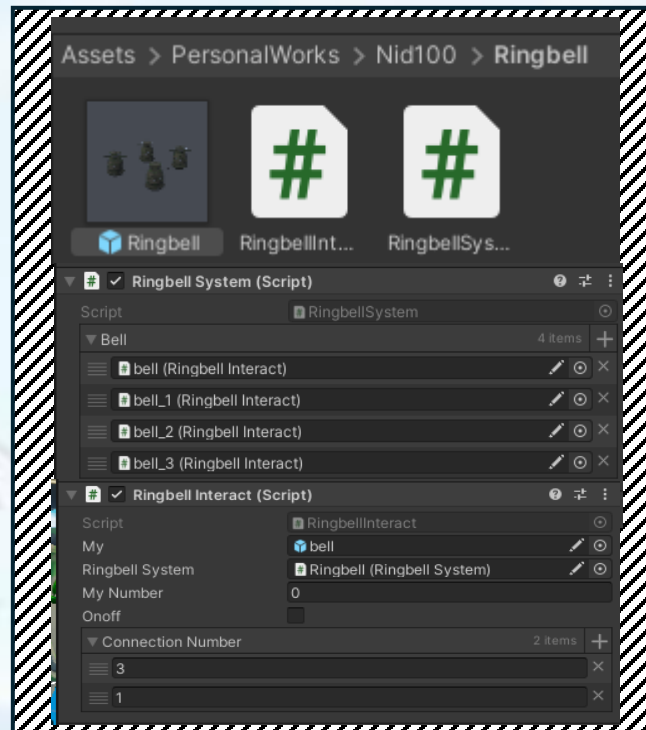 Assets > PersonalWorks > Nid100 > Ringbell
Ringbell RingbellInt... RingbellSys...
# Ringbell System (Script)
Script # RingbellSystem
Bell 4 items +
# bell (Ringbell Interact)
# bell_1 (Ringbell Interact)
# bell_2 (Ringbell Interact)
# bell_3 (Ringbell Interact)
# Ringbell Interact (Script)
Script # RingbellInteract
My bell
Ringbell System # Ringbell (Ringbell System)
My Number 0
Onoff
Connection Number 2 items +
3
1